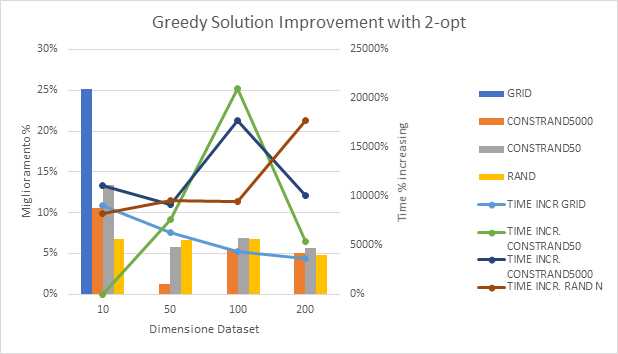 Greedy Solution Improvement with 2-opt
30%
25%
20%
15%
10%
5%
0%
Miglioramento %
25000%
20000%
15000%
10000%
5000%
0%
Time % increasing
10 50 100 200
Dimensione Dataset
GRID
CONSTRAND5000
CONSTRAND50
RAND
TIME INCR GRID
TIME INCR.
CONSTRAND50
TIME INCR.
CONSTRAND5000
TIME INCR. RAND N